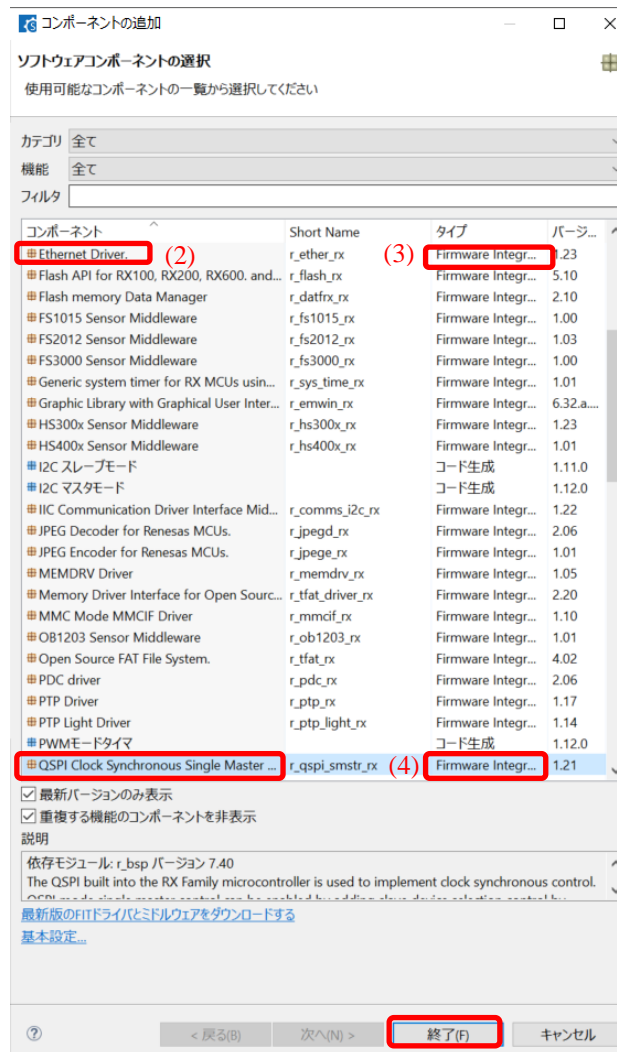 コンポーネントの追加
ソフトウェアコンポーネントの選択
使用可能なコンポーネントの一覧から選択してください
カテゴリ 全て
機能 全て
フィルタ
コンポーネント Short Name タイプ バージ...
Ethernet Driver. (2) r_ether_rx (3) Firmware Integr... 1.23
Flash API for RX100, RX200, RX600. and... r_flash_rx Firmware Integr... 5.10
Flash memory Data Manager r_datfrx_rx Firmware Integr... 2.10
FS1015 Sensor Middleware r_fs1015_rx Firmware Integr... 1.00
FS2012 Sensor Middleware r_fs2012_rx Firmware Integr... 1.03
FS3000 Sensor Middleware r_fs3000_rx Firmware Integr... 1.00
Generic system timer for RX MCUs usin... r_sys_time_rx Firmware Integr... 1.01
Graphic Library with Graphical User Inter... r_emwin_rx Firmware Integr... 6.32.a....
HS300x Sensor Middleware r_hs300x_rx Firmware Integr... 1.23
HS400x Sensor Middleware r_hs400x_rx Firmware Integr... 1.01
I2C スレーブモード コード生成 1.11.0
I2C マスタモード コード生成 1.12.0
IIC Communication Driver Interface Mid... r_comms_i2c_rx Firmware Integr... 1.22
JPEG Decoder for Renesas MCUs. r_jpegd_rx Firmware Integr... 2.06
JPEG Encoder for Renesas MCUs. r_jpege_rx Firmware Integr... 1.01
MEMDRV Driver r_memdrv_rx Firmware Integr... 1.05
Memory Driver Interface for Open Sourc... r_tfat_driver_rx Firmware Integr... 2.20
MMC Mode MMCIF Driver r_mmcif_rx Firmware Integr... 1.10
OB1203 Sensor Middleware r_ob1203_rx Firmware Integr... 1.01
Open Source FAT File System. r_tfat_rx Firmware Integr... 4.02
PDC driver r_pdc_rx Firmware Integr... 2.06
PTP Driver r_ptp_rx Firmware Integr... 1.17
PTP Light Driver r_ptp_light_rx Firmware Integr... 1.14
PWMモードタイマ コード生成 1.12.0
QSPI Clock Synchronous Single Master ... r_qspi_smstr_rx (4) Firmware Integr... 1.21
最新バージョンのみ表示
重複する機能のコンポーネントを非表示
説明
依存モジュール: r_bsp バージョン 7.40
The QSPI built into the RX Family microcontroller is used to implement clock synchronous control.
最新版のFITドライバとミドルウェアをダウンロードする
基本設定...
< 戻る(B) 次へ(N) > 終了(F) キャンセル